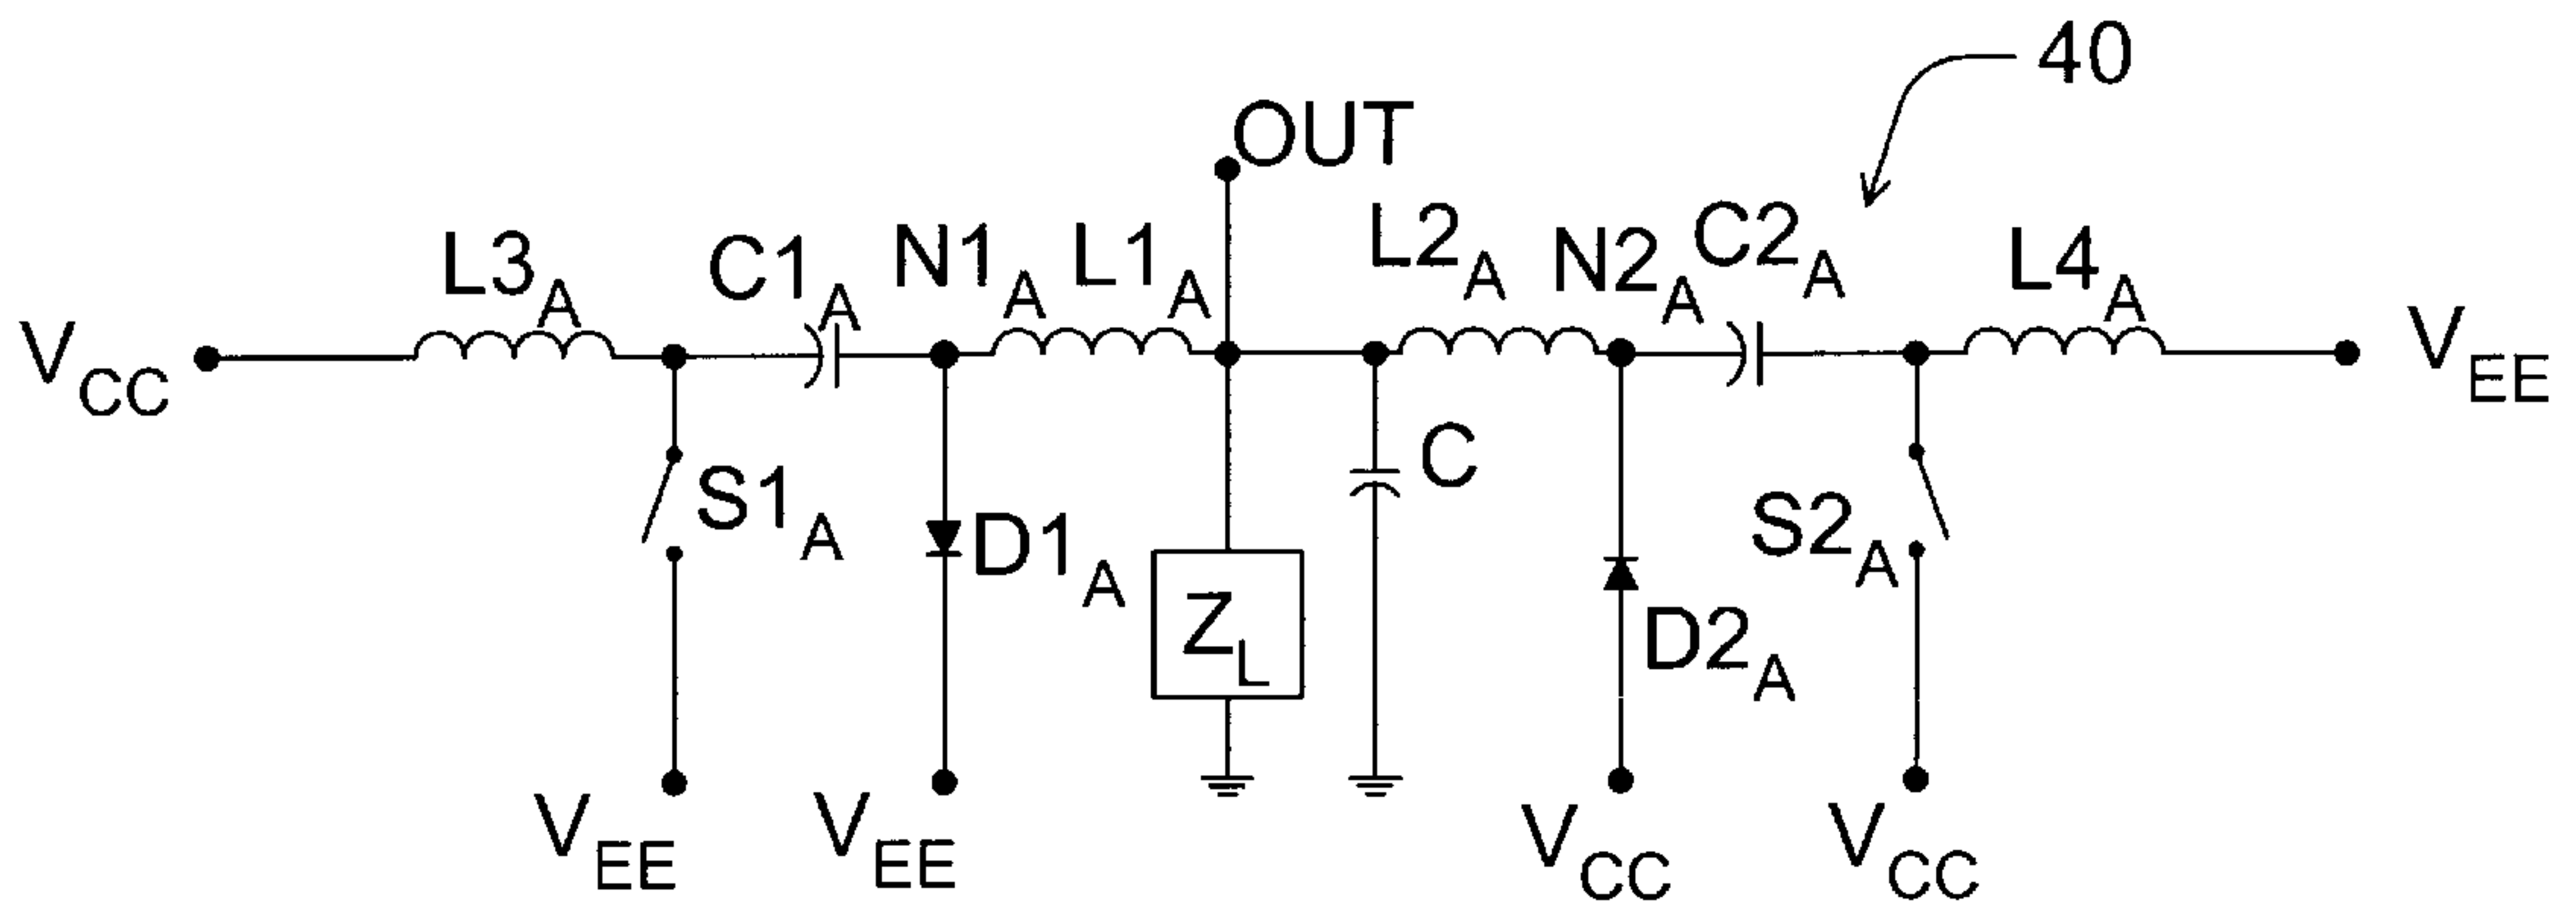 40
OUT
L3A
C1A
N1A
L1A
L2A
N2A
C2A
L4A
VCC
VEE
S1A
D1A
ZL
C
D2A
S2A
VEE
VEE
VCC
VCC